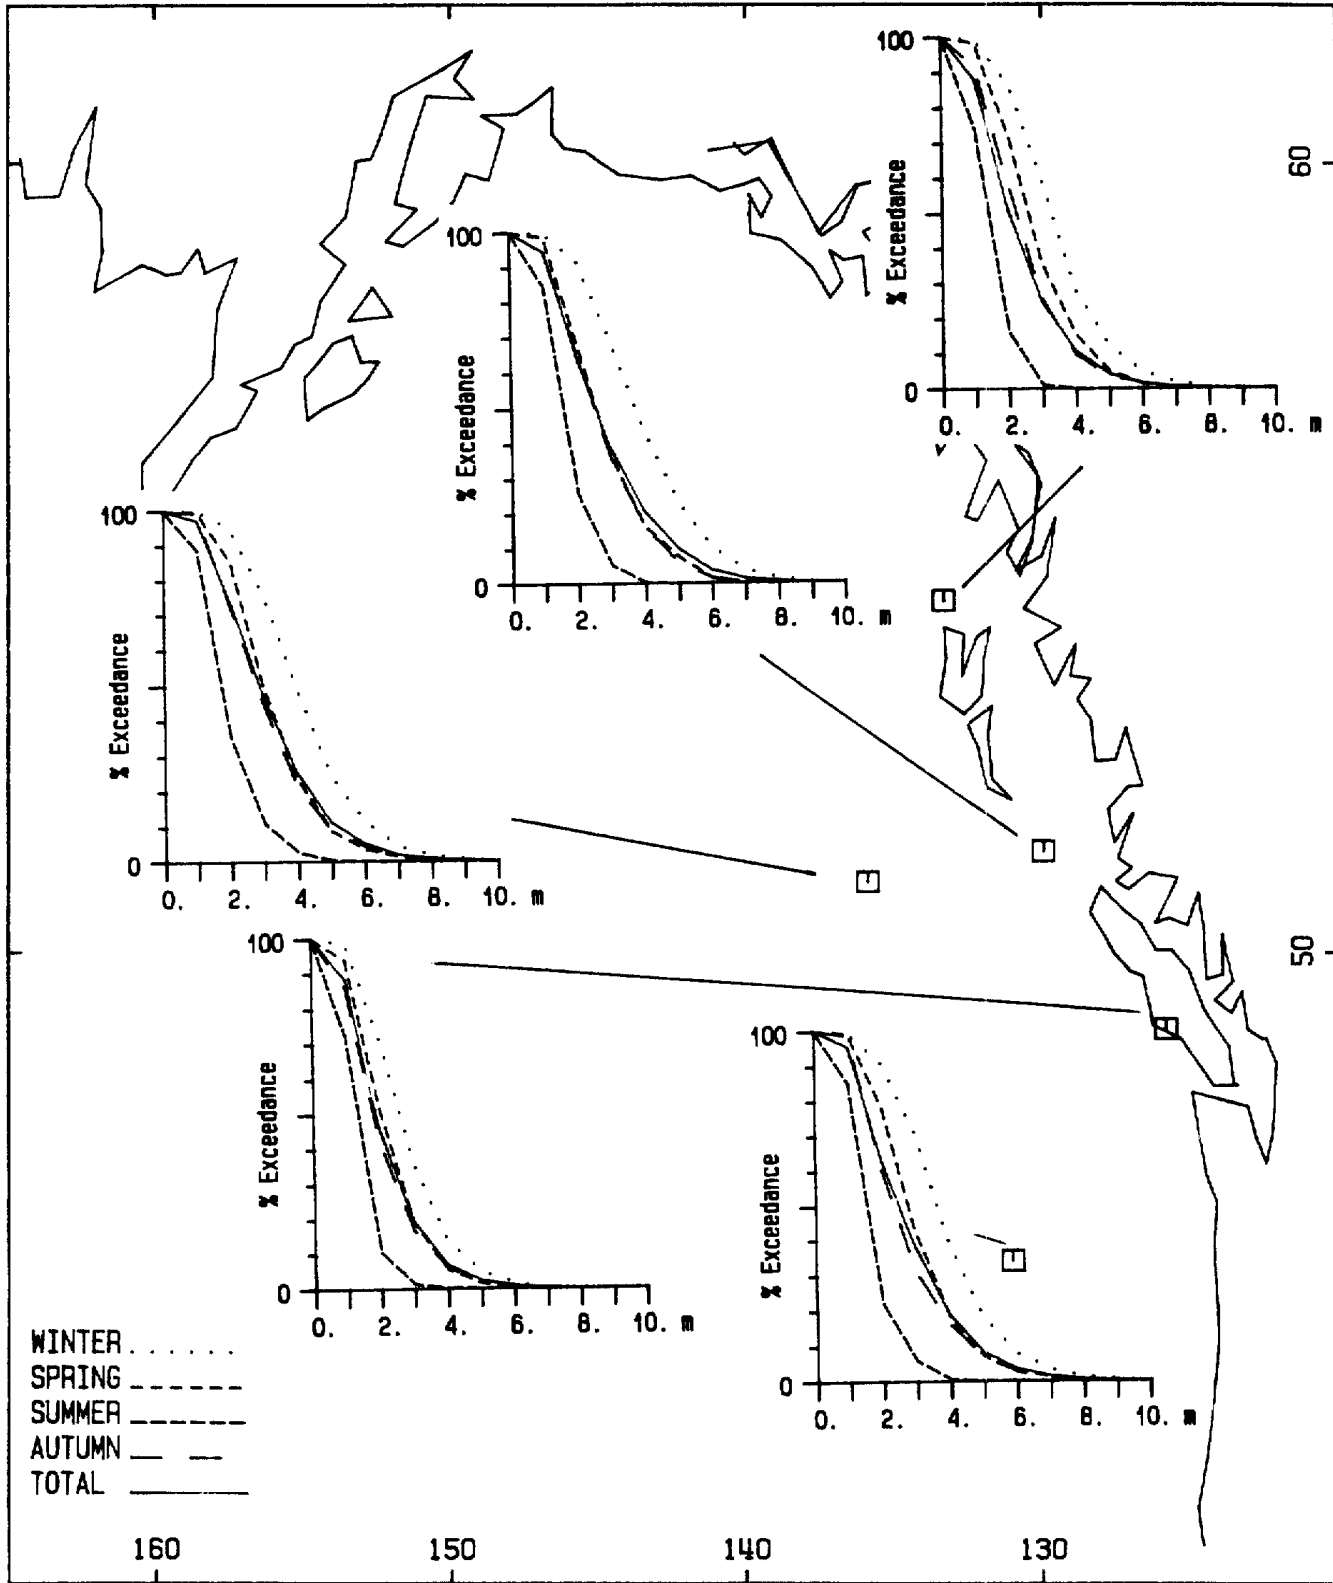 100
% Exceedance
0
0. 2. 4. 6. 8. 10. m
60
100
% Exceedance
0
0. 2. 4. 6. 8. 10. m
100
% Exceedance
0
0. 2. 4. 6. 8. 10. m
50
100
% Exceedance
0
0. 2. 4. 6. 8. 10. m
100
% Exceedance
0
0. 2. 4. 6. 8. 10. m
WINTER
SPRING
SUMMER
AUTUMN
TOTAL
160 150 140 130